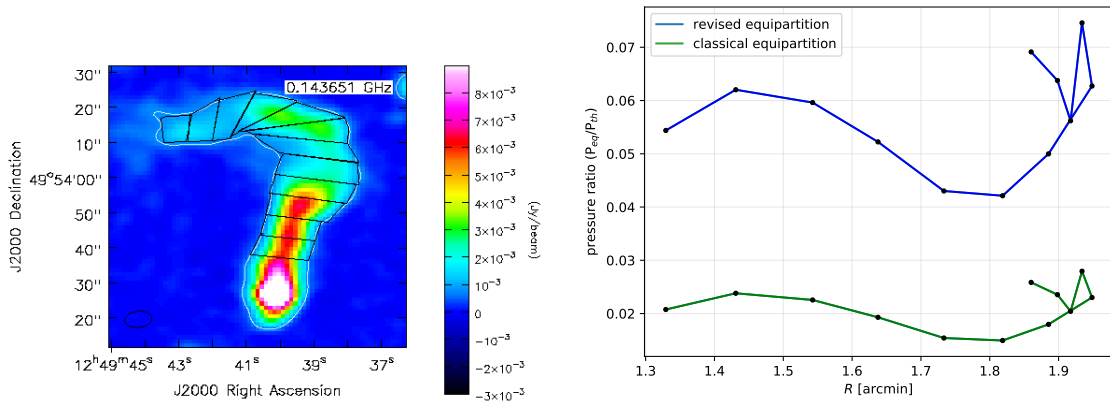 0.143651 GHz
30"
20"
10"
49°54'00"
50"
40"
30"
20"
J2000 Declination
12ʰ49ᵐ45ˢ 43ˢ 41ˢ 39ˢ 37ˢ
J2000 Right Ascension
8×10⁻³
7×10⁻³
6×10⁻³
5×10⁻³
4×10⁻³
3×10⁻³
2×10⁻³
10⁻³
0
−10⁻³
−2×10⁻³
−3×10⁻³
(Jy/beam)
revised equipartition
classical equipartition
0.07
0.06
0.05
0.04
0.03
0.02
pressure ratio (P_eq/P_th)
1.3 1.4 1.5 1.6 1.7 1.8 1.9
R [arcmin]